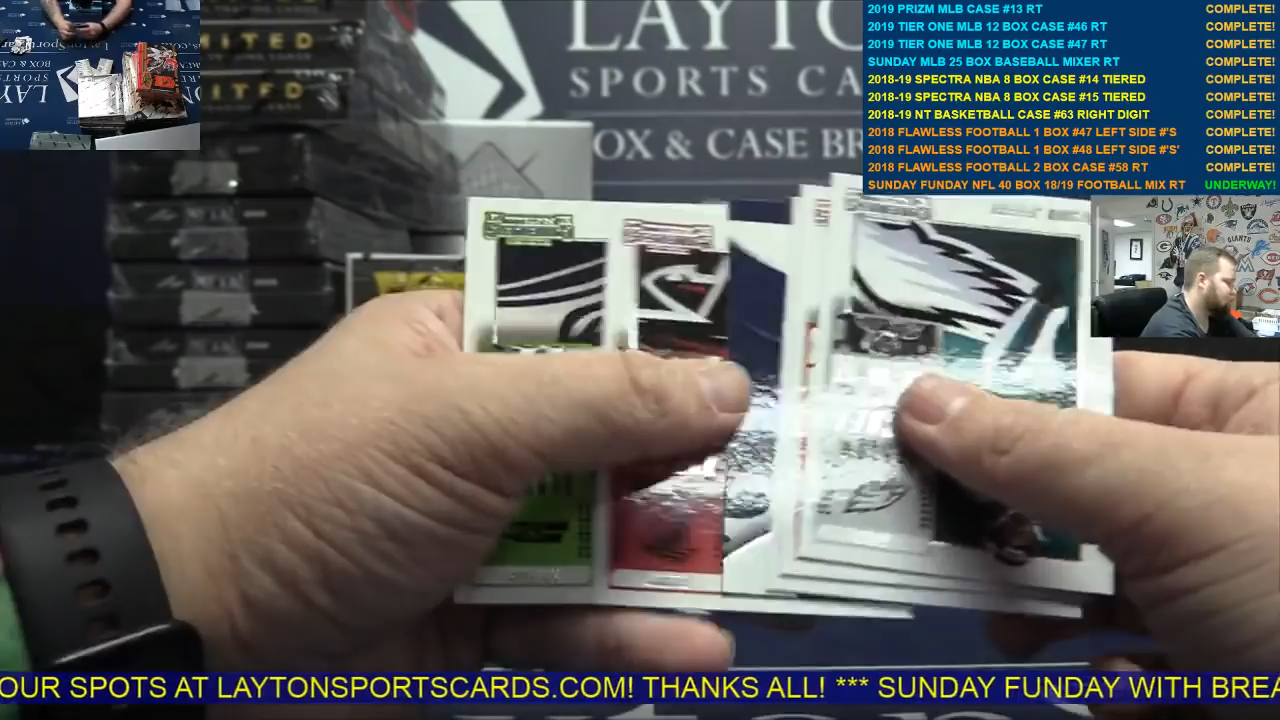 LAYTO
SPORTS CA
OX & CASE BR
IMITED
2019 PRIZM MLB CASE #13 RT COMPLETE!
2019 TIER ONE MLB 12 BOX CASE #46 RT COMPLETE!
2019 TIER ONE MLB 12 BOX CASE #47 RT COMPLETE!
SUNDAY MLB 25 BOX BASEBALL MIXER RT COMPLETE!
2018-19 SPECTRA NBA 8 BOX CASE #14 TIERED COMPLETE!
2018-19 SPECTRA NBA 8 BOX CASE #15 TIERED COMPLETE!
2018-19 NT BASKETBALL CASE #63 RIGHT DIGIT COMPLETE!
2018 FLAWLESS FOOTBALL 1 BOX #47 LEFT SIDE #'S COMPLETE!
2018 FLAWLESS FOOTBALL 1 BOX #48 LEFT SIDE #'S' COMPLETE!
2018 FLAWLESS FOOTBALL 2 BOX CASE #58 RT COMPLETE!
SUNDAY FUNDAY NFL 40 BOX 18/19 FOOTBALL MIX RT UNDERWAY!
GIANTS
OUR SPOTS AT LAYTONSPORTSCARDS.COM! THANKS ALL! *** SUNDAY FUNDAY WITH BREA